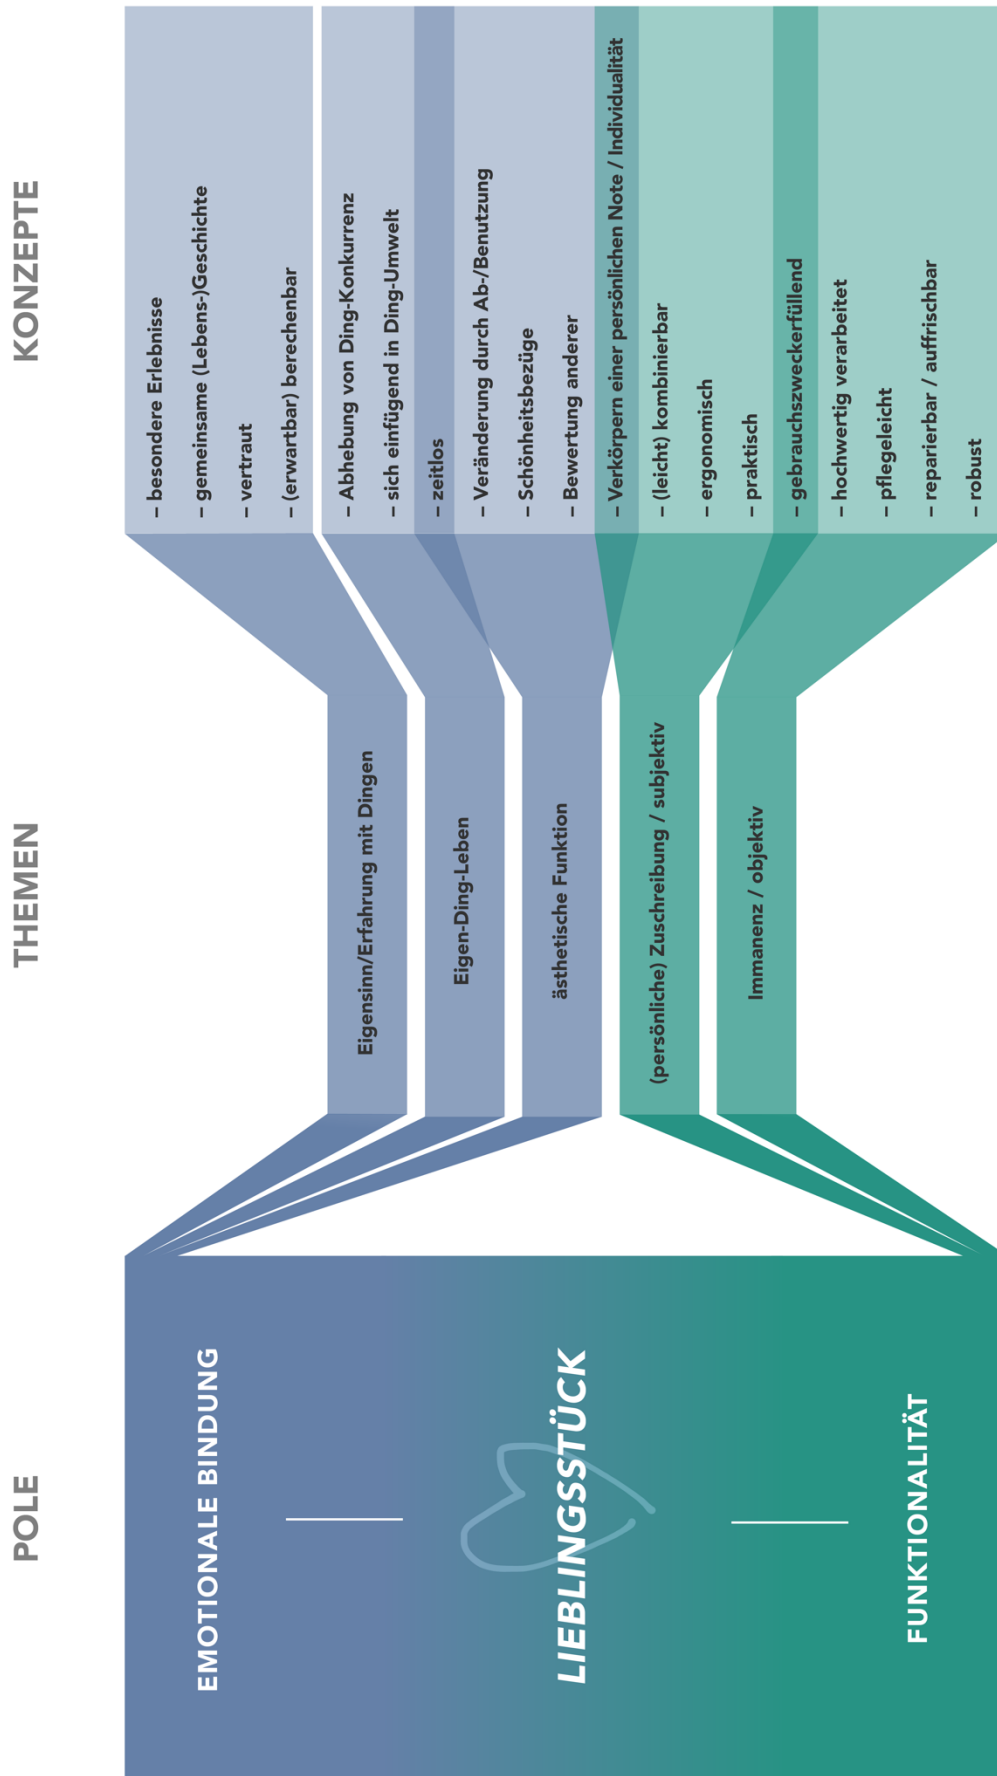 POLE
THEMEN
KONZEPTE
EMOTIONALE BINDUNG
LIEBLINGSSTÜCK
FUNKTIONALITÄT
Eigensinn/Erfahrung mit Dingen
Eigen-Ding-Leben
ästhetische Funktion
(persönliche) Zuschreibung / subjektiv
Immanenz / objektiv
– besondere Erlebnisse
– gemeinsame (Lebens-)Geschichte
– vertraut
– (erwartbar) berechenbar
– Abhebung von Ding-Konkurrenz
– sich einfügend in Ding-Umwelt
– zeitlos
– Veränderung durch Ab-/Benutzung
– Schönheitsbezüge
– Bewertung anderer
– Verkörpern einer persönlichen Note / Individualität
– (leicht) kombinierbar
– ergonomisch
– praktisch
– gebrauchszweckerfüllend
– hochwertig verarbeitet
– pflegeleicht
– reparierbar / auffrischbar
– robust